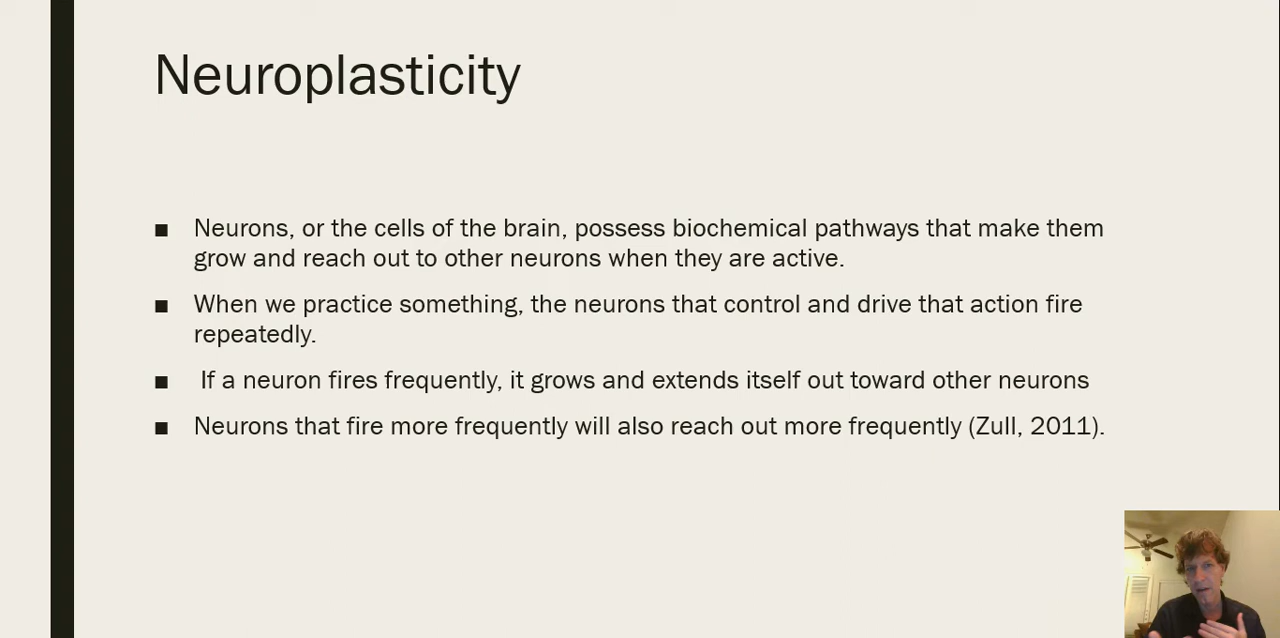 Neuroplasticity
■ Neurons, or the cells of the brain, possess biochemical pathways that make them
grow and reach out to other neurons when they are active.
■ When we practice something, the neurons that control and drive that action fire
repeatedly.
■ If a neuron fires frequently, it grows and extends itself out toward other neurons
■ Neurons that fire more frequently will also reach out more frequently (Zull, 2011).